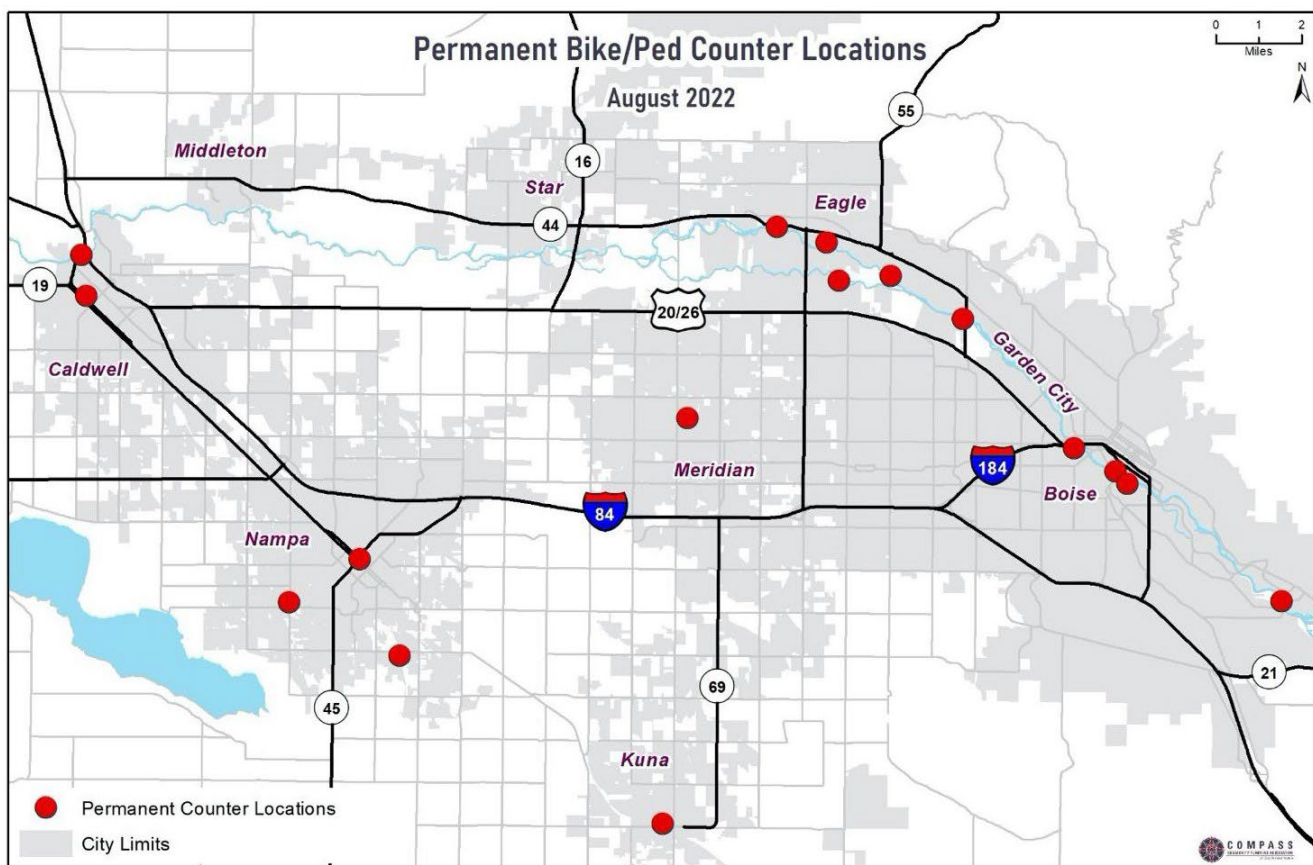 Permanent Bike/Ped Counter Locations
August 2022
0 1 2
Miles
N
55
Middleton
16
Star
Eagle
44
19
20/26
Caldwell
Garden City
Meridian
184
Boise
84
Nampa
21
69
45
Kuna
Permanent Counter Locations
City Limits
COMPASS